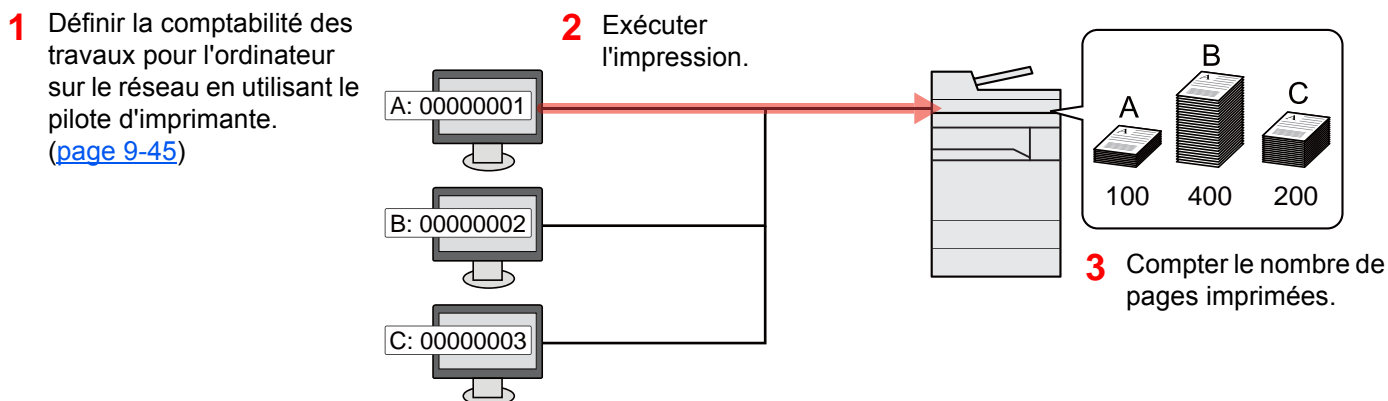 1 Définir la comptabilité des
travaux pour l'ordinateur
sur le réseau en utilisant le
pilote d'imprimante.
(page 9-45)
2 Exécuter
l'impression.
A: 00000001
B: 00000002
C: 00000003
A
B
C
100
400
200
3 Compter le nombre de
pages imprimées.